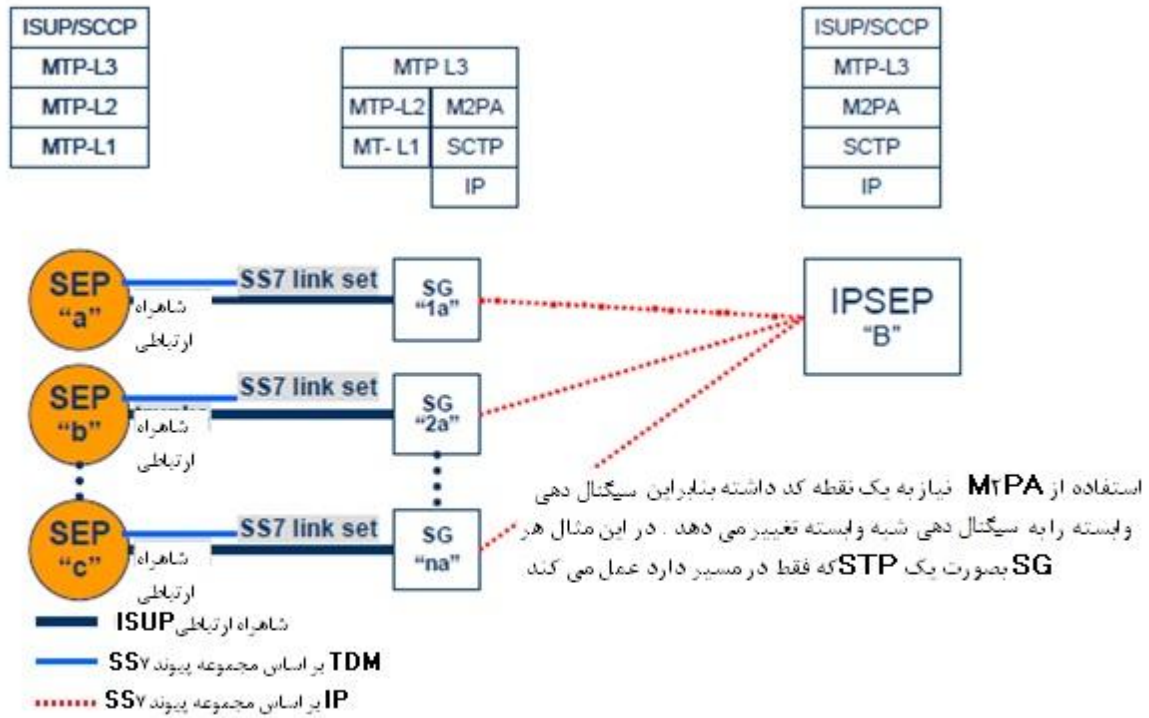 ISUP/SCCP
MTP-L3
MTP-L2
MTP-L1
MTP L3
MTP-L2 M2PA
MT- L1 SCTP
IP
ISUP/SCCP
MTP-L3
M2PA
SCTP
IP
SEP
“a”
شاهراه
ارتباطی
SS7 link set
SG
“1a”
IPSEP
“B”
SEP
“b”
شاهراه
ارتباطی
SS7 link set
SG
“2a”
SEP
“c”
شاهراه
ارتباطی
SS7 link set
SG
“na”
استفاده از M۲PA نیاز به یک نقطه کد داشته بنابراین سیگنال دهی
وابسته را به سیگنال دهی شبه وابسته تغییر می دهد . در این مثال هر
SG بصورت یک STP که فقط در مسیر دارد عمل می کند
شاهراه ارتباطی ISUP
TDM بر اساس مجموعه پیوند SS۷
IP بر اساس مجموعه پیوند SS۷